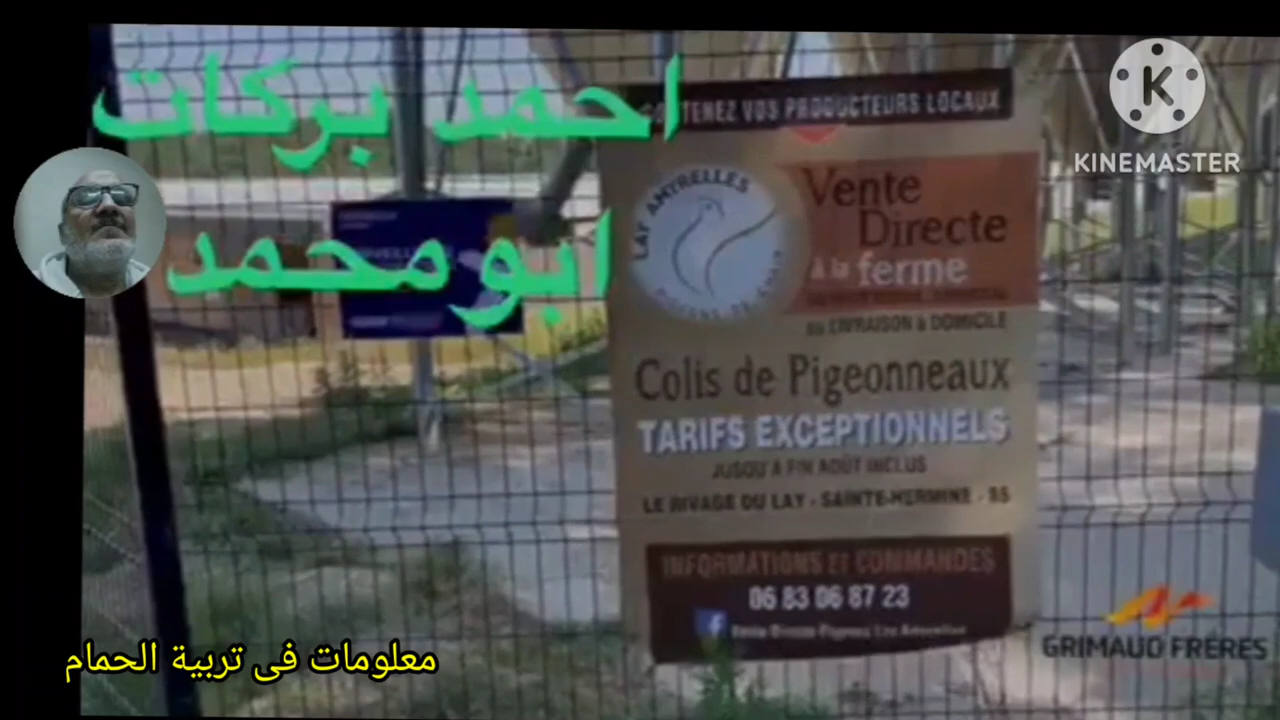 احمد بركات
ابو محمد
KINEMASTER
SOUTENEZ VOS PRODUCTEURS LOCAUX
LAY AMYRELLES
Vente
Directe
à la ferme
OU LIVRAISON à DOMICILE
Colis de Pigeonneaux
TARIFS EXCEPTIONNELS
JUSQU'À FIN AOÛT INCLUS
LE RIVAGE DU LAY - SAINTE-HERMINE - 85
INFORMATIONS ET COMMANDES
06 83 06 87 23
GRIMAUD FRÈRES
معلومات فى تربية الحمام